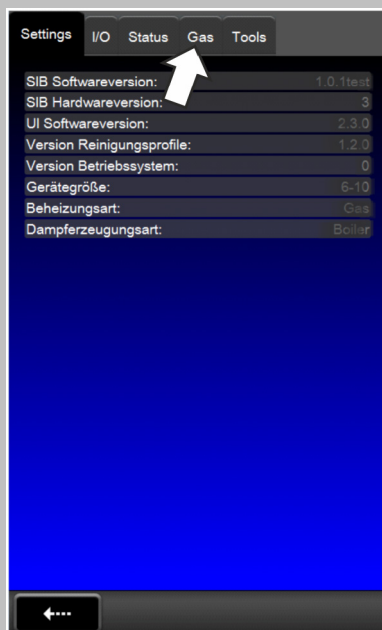 Settings I/O Status Gas Tools
SIB Softwareversion: 1.0.1test
SIB Hardwareversion: 3
UI Softwareversion: 2.3.0
Version Reinigungsprofile: 1.2.0
Version Betriebssystem: 0
Gerätegröße: 6-10
Beheizungsart: Gas
Dampferzeugungsart: Boiler